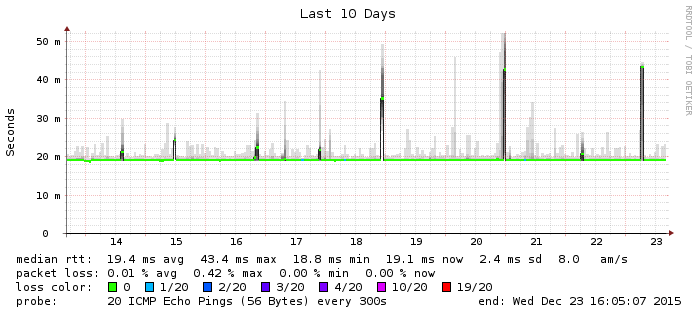 Last 10 Days
RRDTOOL / TOBI OETIKER
Seconds
50 m
40 m
30 m
20 m
10 m
0
14 15 16 17 18 19 20 21 22 23
median rtt: 19.4 ms avg 43.4 ms max 18.8 ms min 19.1 ms now 2.4 ms sd 8.0 am/s
packet loss: 0.01 % avg 0.42 % max 0.00 % min 0.00 % now
loss color: 0 1/20 2/20 3/20 4/20 10/20 19/20
probe: 20 ICMP Echo Pings (56 Bytes) every 300s end: Wed Dec 23 16:05:07 2015